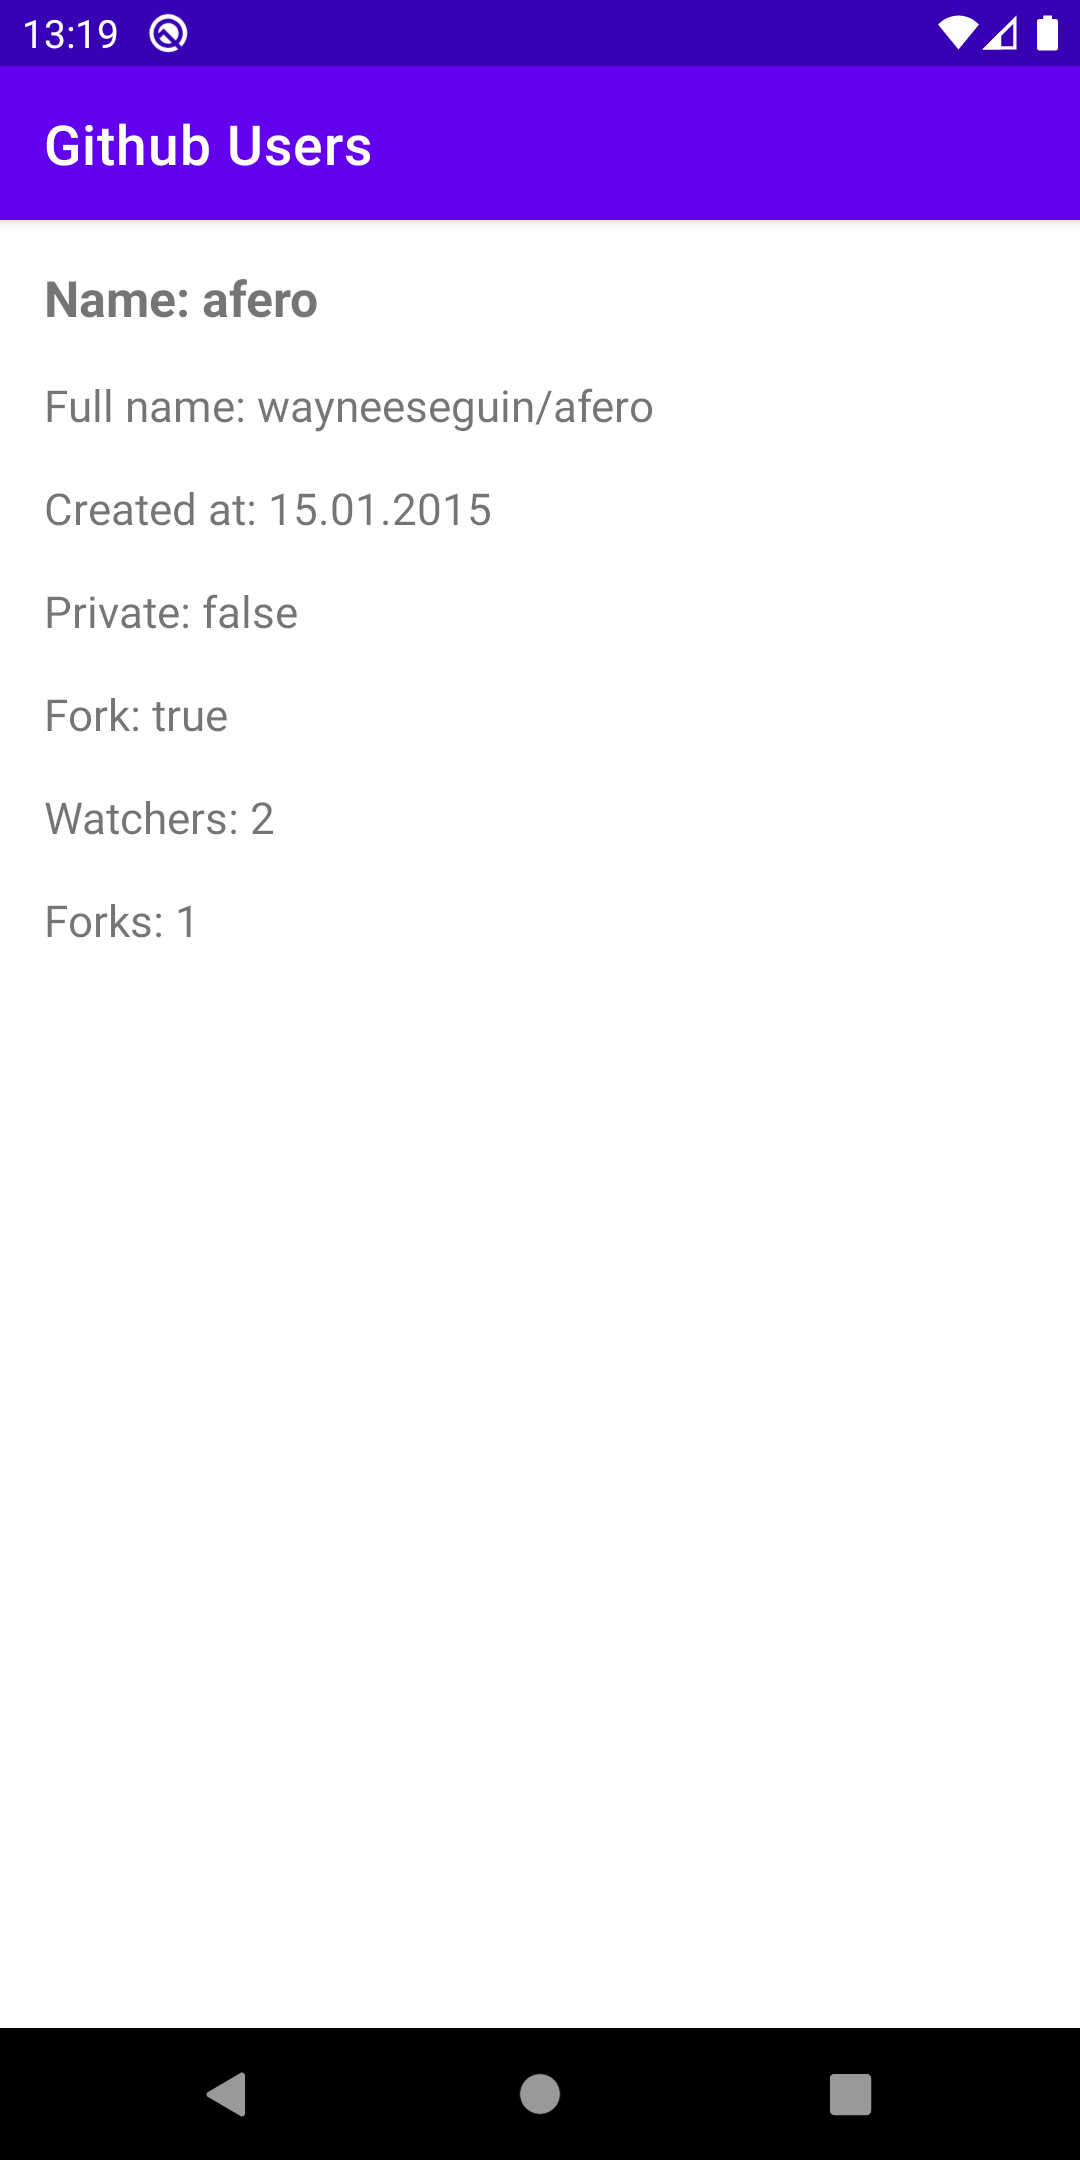 13:19
Github Users
Name: afero
Full name: wayneeseguin/afero
Created at: 15.01.2015
Private: false
Fork: true
Watchers: 2
Forks: 1